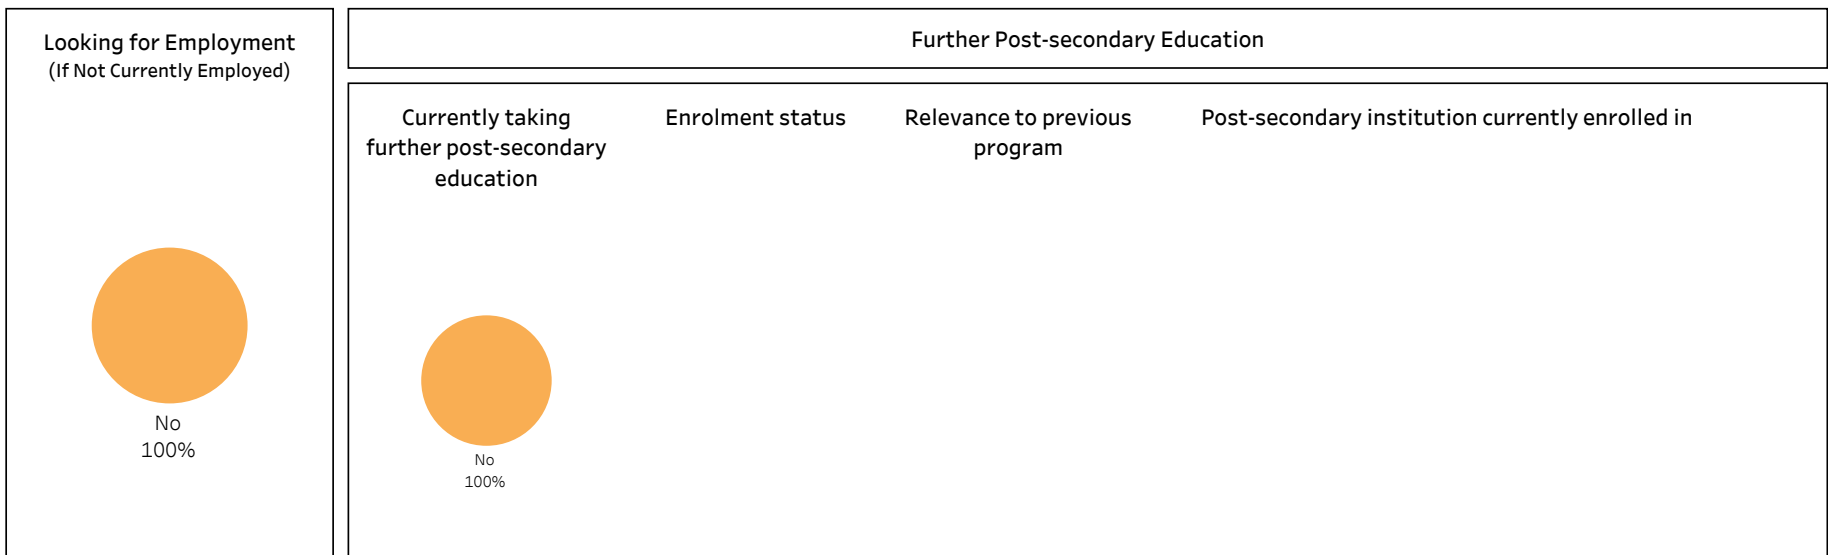 Looking for Employment
(If Not Currently Employed)
No
100%
Further Post-secondary Education
Currently taking
further post-secondary
education
No
100%
Enrolment status
Relevance to previous
program
Post-secondary institution currently enrolled in